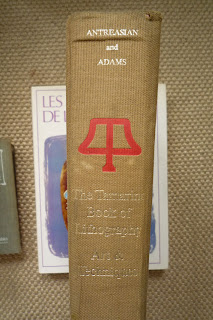 ANTREASIAN
and
ADAMS
The Tamarind
Book of
Lithography
Art &
Techniques
LES
DE L